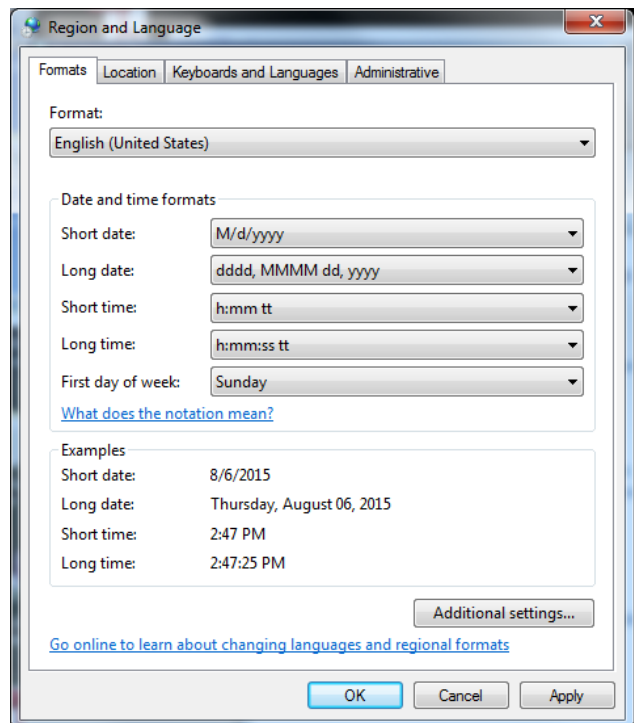 Region and Language
Formats Location Keyboards and Languages Administrative
Format:
English (United States)
Date and time formats
Short date: M/d/yyyy
Long date: dddd, MMMM dd, yyyy
Short time: h:mm tt
Long time: h:mm:ss tt
First day of week: Sunday
What does the notation mean?
Examples
Short date: 8/6/2015
Long date: Thursday, August 06, 2015
Short time: 2:47 PM
Long time: 2:47:25 PM
Additional settings...
Go online to learn about changing languages and regional formats
OK Cancel Apply